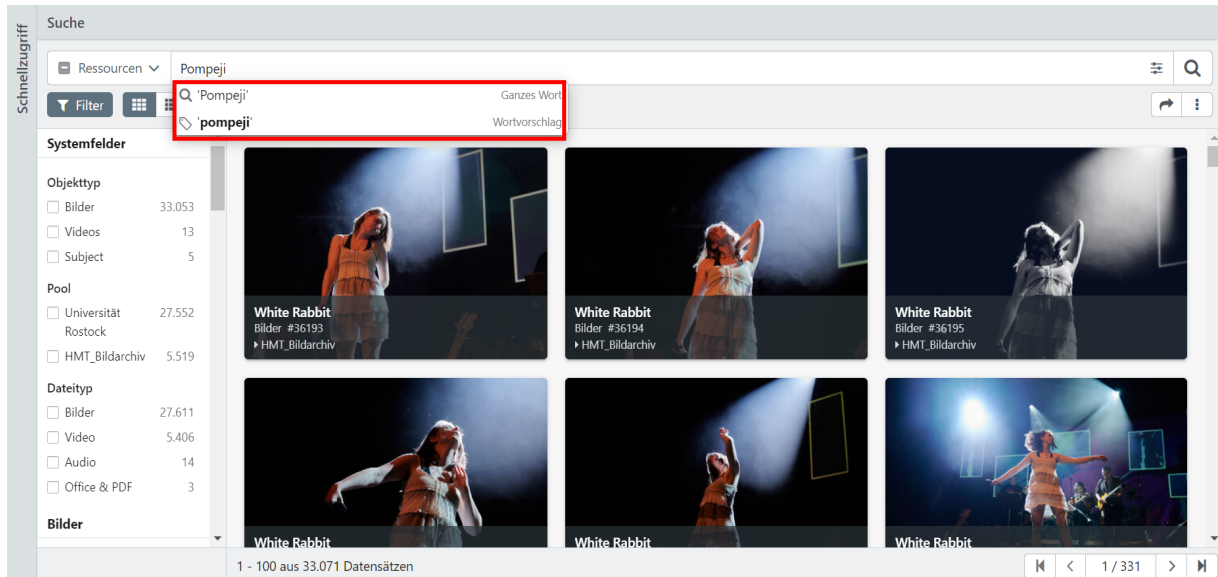 Schnellzugriff
Suche
Ressourcen
Pompeji
Filter
'Pompeji' Ganzes Wort
'pompeji' Wortvorschlag
Systemfelder
Objekttyp
Bilder 33.053
Videos 13
Subject 5
Pool
Universität 27.552
Rostock
HMT_Bildarchiv 5.519
Dateityp
Bilder 27.611
Video 5.406
Audio 14
Office & PDF 3
Bilder
White Rabbit
Bilder #36193
HMT_Bildarchiv
White Rabbit
Bilder #36194
HMT_Bildarchiv
White Rabbit
Bilder #36195
HMT_Bildarchiv
White Rabbit
White Rabbit
White Rabbit
1 - 100 aus 33.071 Datensätzen
1 / 331